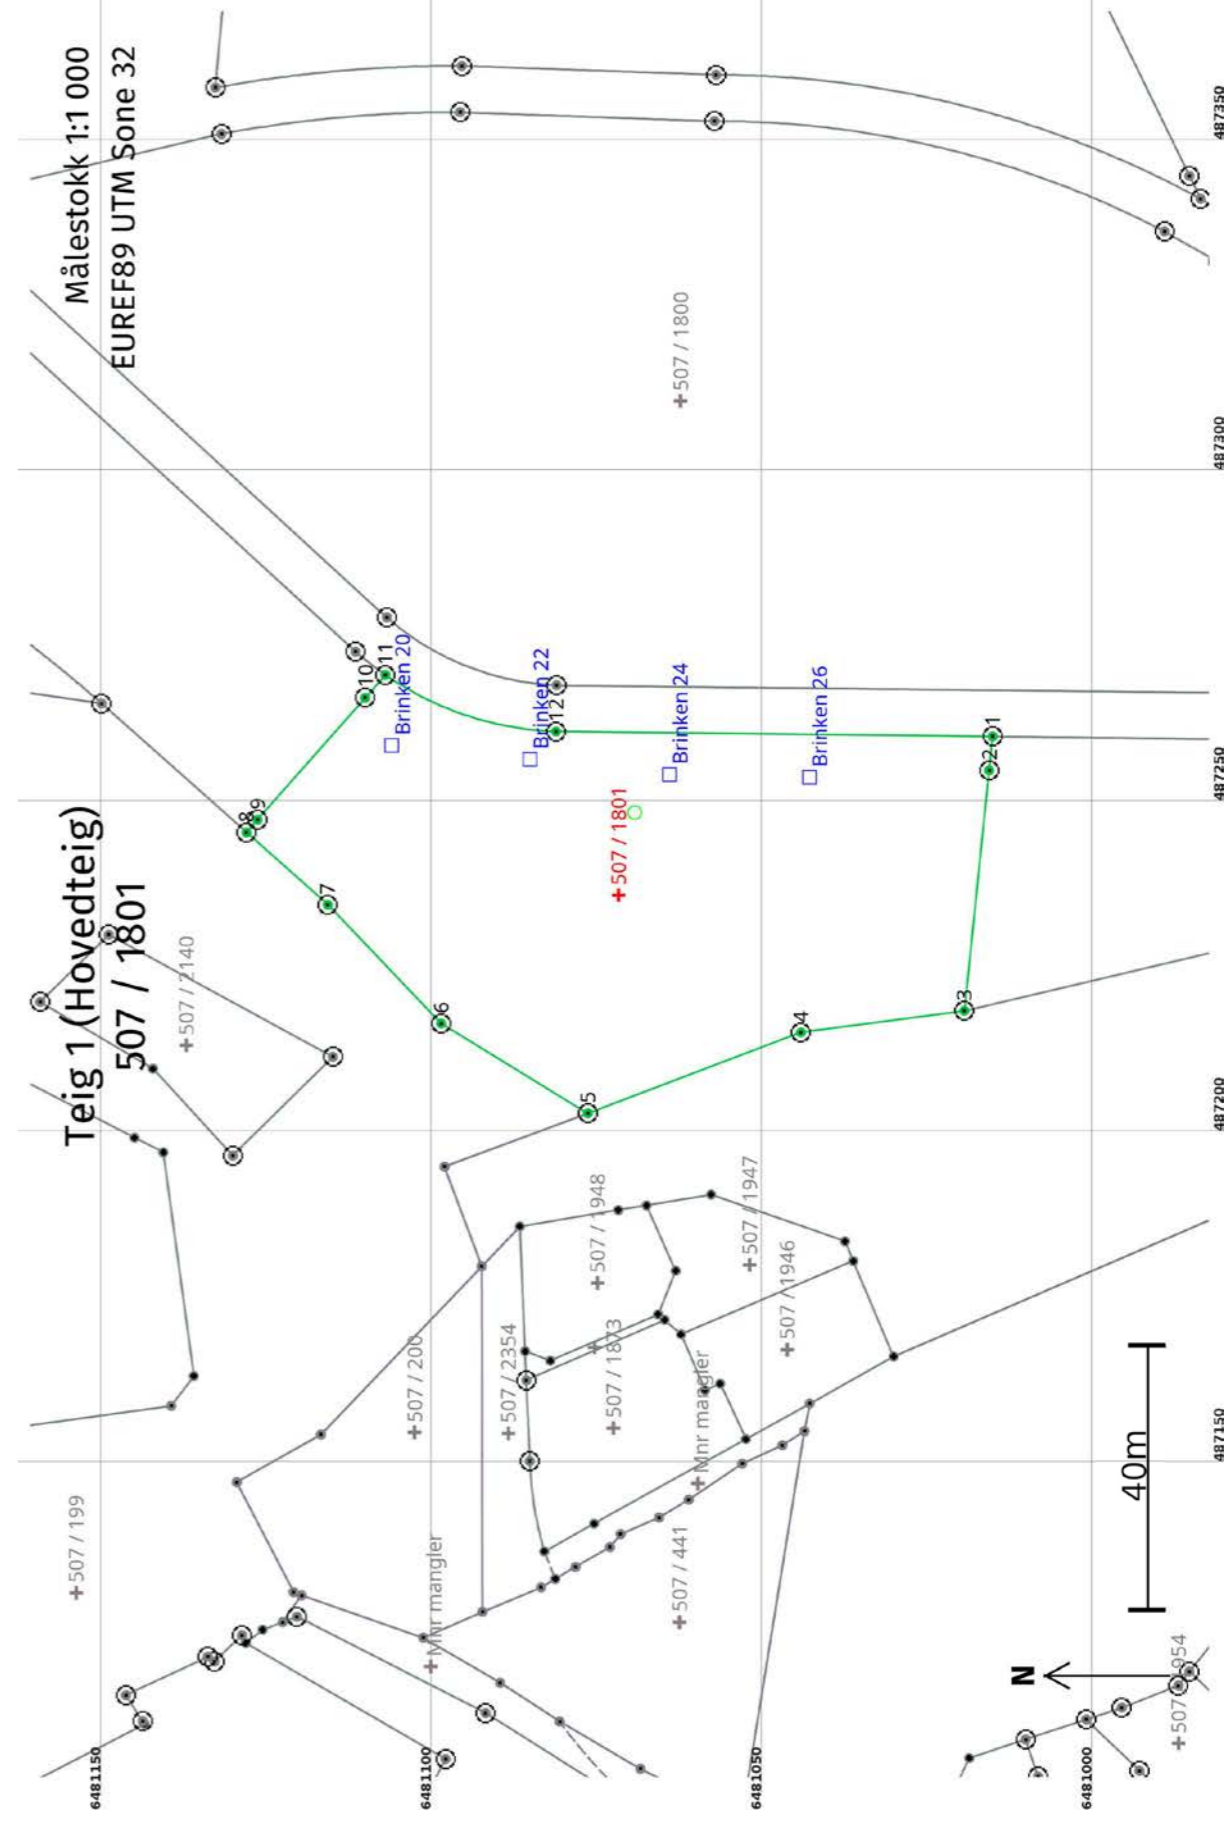 Teig 1 (Hovedteig)
507 / 1801
Målestokk 1:1 000
EUREF89 UTM Sone 32
6481150
6481100
6481050
6481000
487150
487200
487250
487300
487350
+507 / 199
+507 / 2140
+507 / 200
+Mnr mangler
+507 / 2354
+507 / 1948
+507 / 1873
+507 / 1801
+507 / 1800
+507 / 441
+Mnr mangler
+507 / 1947
+507 / 1946
Brinken 20
Brinken 22
Brinken 24
Brinken 26
1
2
3
4
5
6
7
8
9
10
11
12
40m
N